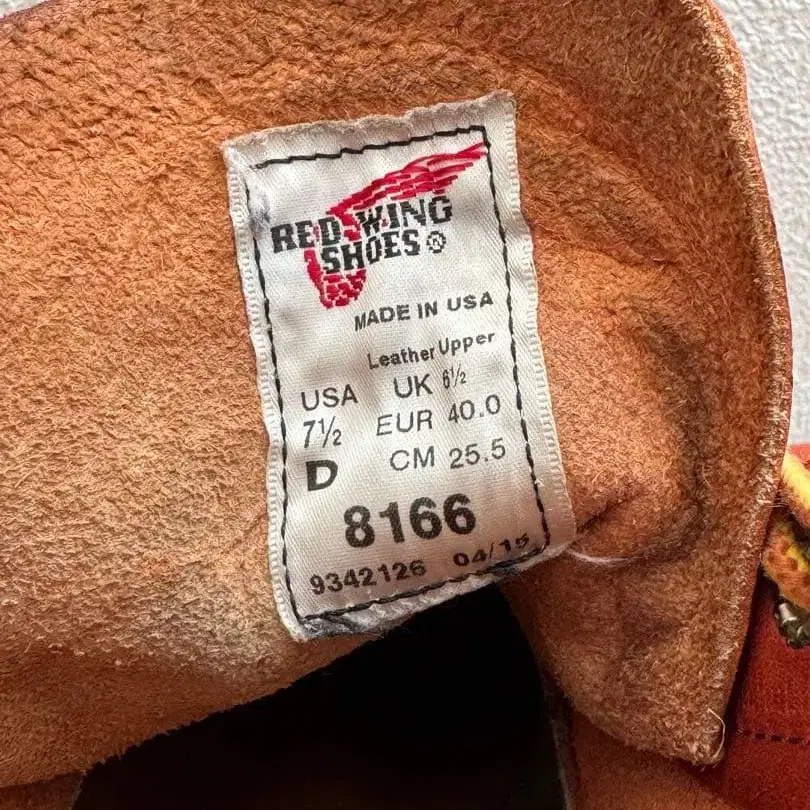 RED WING
SHOES®
MADE IN USA
Leather Upper
USA UK 6½
7½ EUR 40.0
D CM 25.5
8166
9342126 04/15